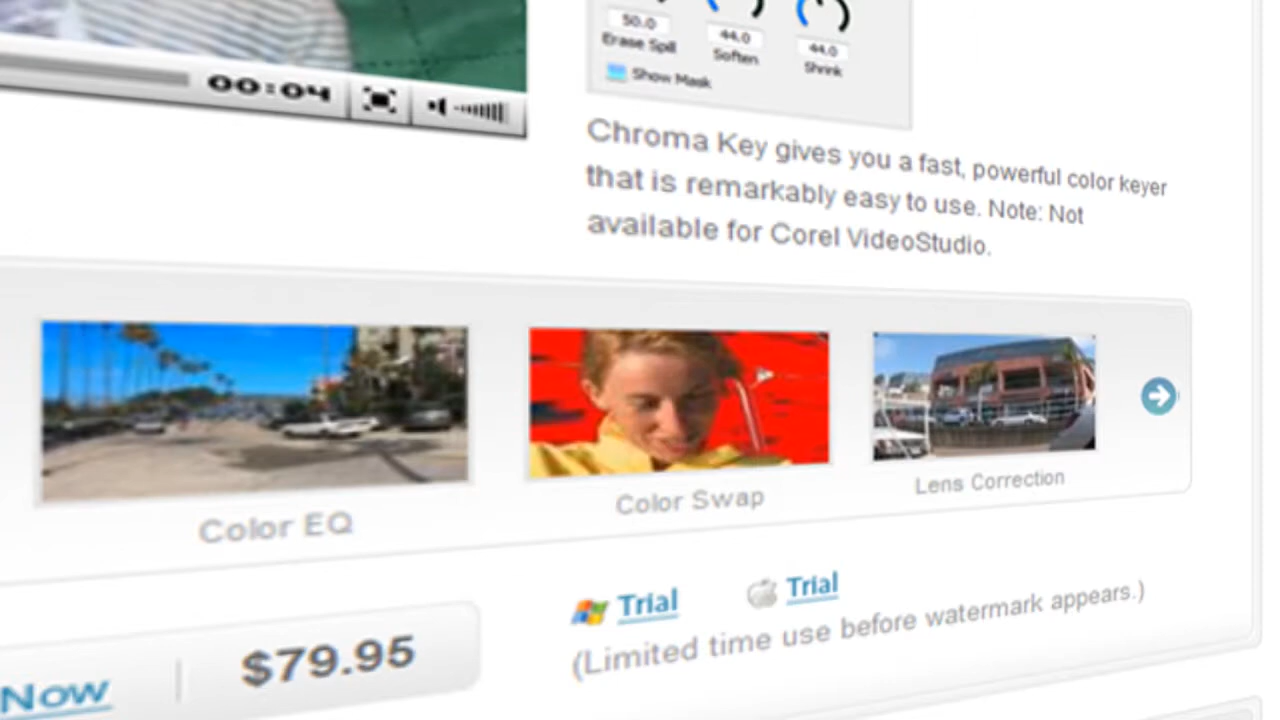 50.0
44.0
44.0
Erase Spill
Soften
Shrink
Show Mask
00:04
Chroma Key gives you a fast, powerful color keyer
that is remarkably easy to use. Note: Not
available for Corel VideoStudio.
Color EQ
Color Swap
Lens Correction
Trial
Trial
(Limited time use before watermark appears.)
Now
$79.95